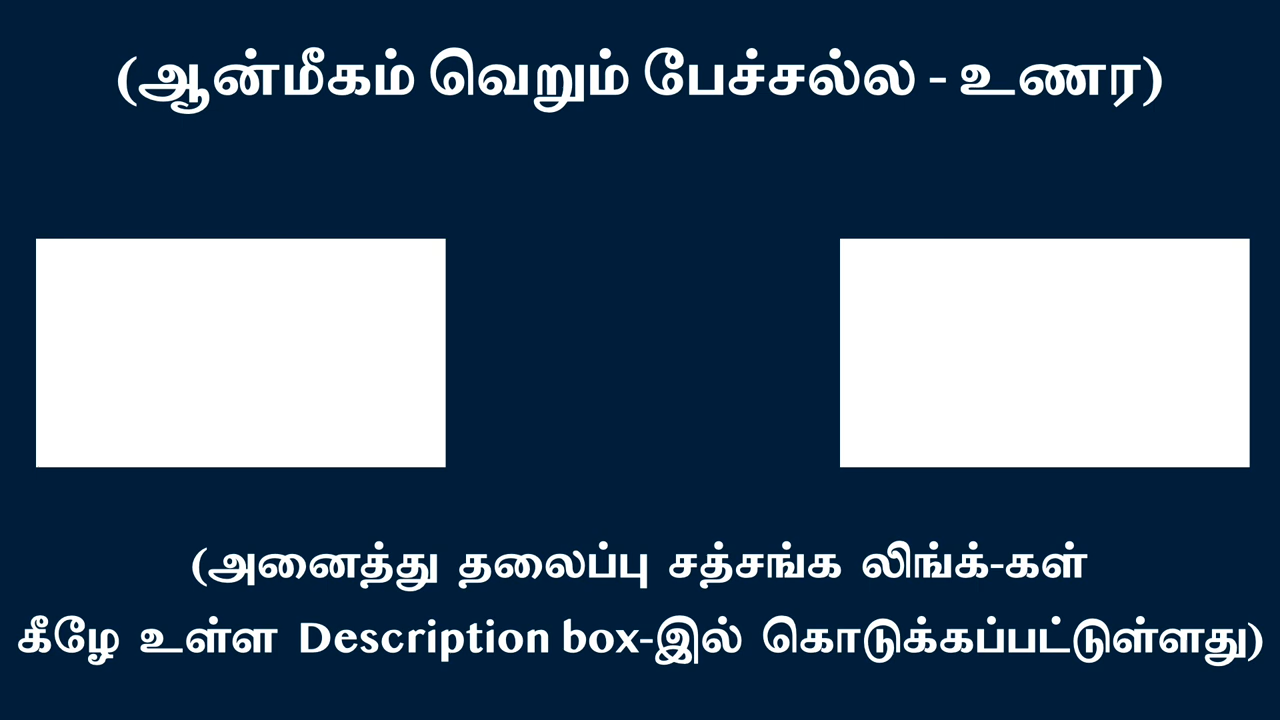 (ஆன்மீகம் வெறும் பேச்சல்ல - உணர)
(அனைத்து தலைப்பு சத்சங்க லிங்க்-கள்
கீழே உள்ள Description box-இல் கொடுக்கப்பட்டுள்ளது)